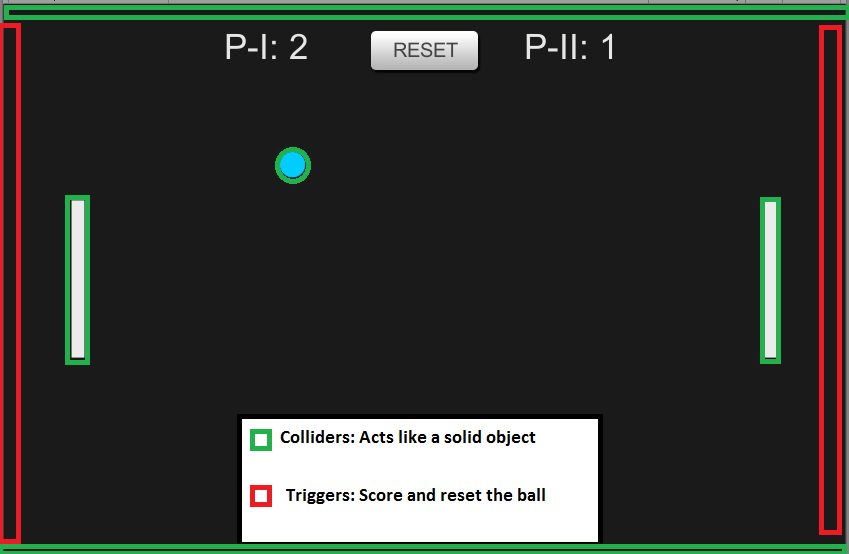 P-I: 2
RESET
P-II: 1
Colliders: Acts like a solid object
Triggers: Score and reset the ball